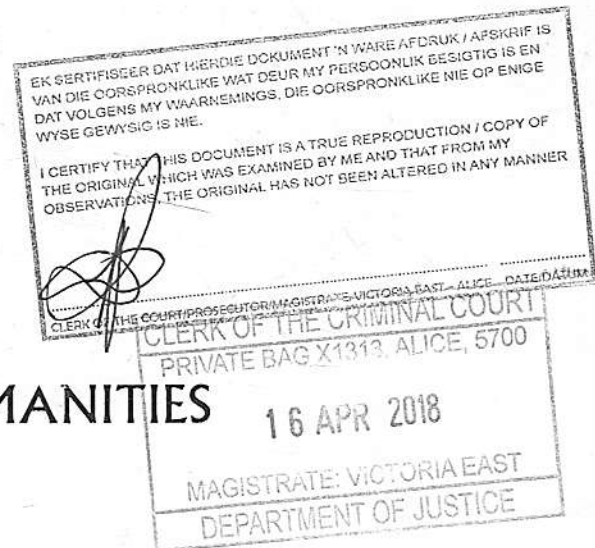 EK SERTIFISEER DAT HIERDIE DOKUMENT 'N WARE AFDRUK / AFSKRIF IS
VAN DIE OORSPRONKLIKE WAT DEUR MY PERSOONLIK BESIGTIG IS EN
DAT VOLGENS MY WAARNEMINGS, DIE OORSPRONKLIKE NIE OP ENIGE
WYSE GEWYSIG IS NIE.
I CERTIFY THAT THIS DOCUMENT IS A TRUE REPRODUCTION / COPY OF
THE ORIGINAL WHICH WAS EXAMINED BY ME AND THAT FROM MY
OBSERVATIONS, THE ORIGINAL HAS NOT BEEN ALTERED IN ANY MANNER
CLERK OF THE COURT/PROSECUTOR/MAGISTRATE VICTORIA EAST - ALICE DATE/DATUM
CLERK OF THE CRIMINAL COURT
PRIVATE BAG X1313, ALICE, 5700
MANITIES
16 APR 2018
MAGISTRATE: VICTORIA EAST
DEPARTMENT OF JUSTICE